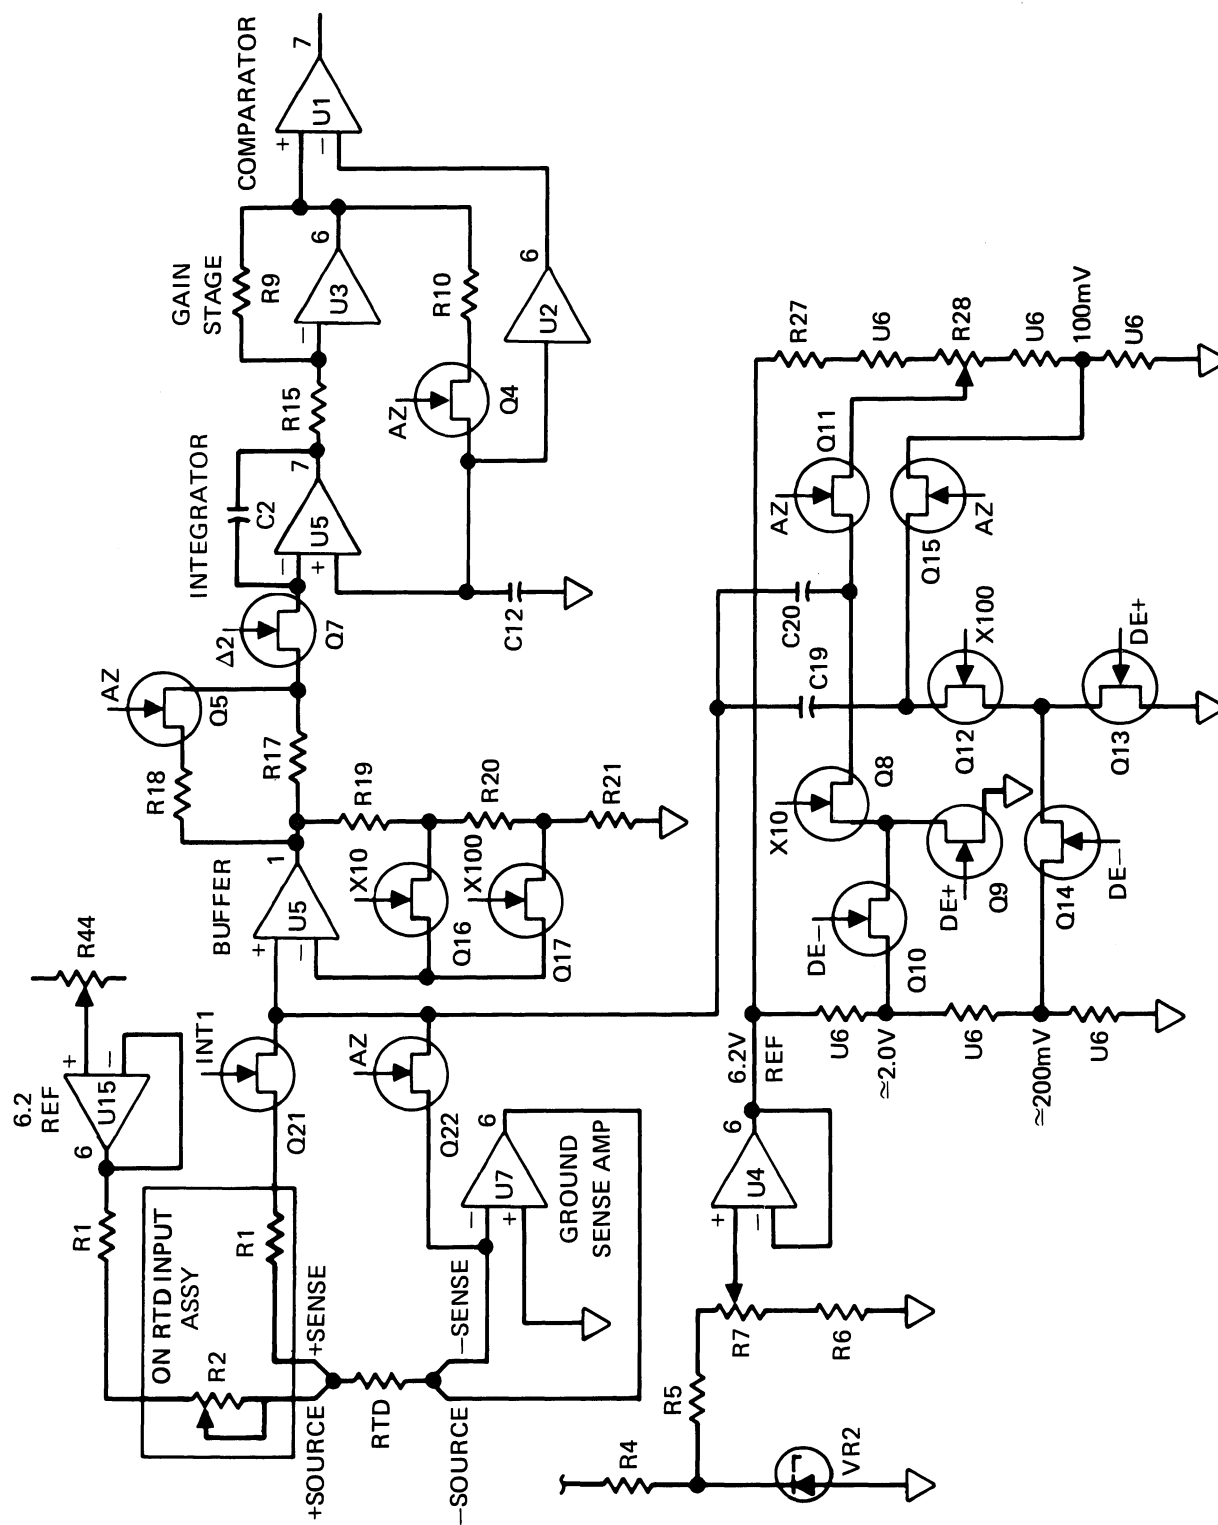 COMPARATOR
7
U1
+
−
GAIN
STAGE
R9
6
U3
−
R10
6
U2
R15
AZ
Q4
INTEGRATOR
C2
7
U5
−
+
C12
Δ2
Q7
AZ
Q5
R18
R17
BUFFER
1
U5
+
−
R19
R20
R21
X10
Q16
X100
Q17
R44
6.2
REF
+
−
U15
6
INT1
Q21
AZ
Q22
R1
ON RTD INPUT
ASSY
R1
R2
+SENSE
−SENSE
+SOURCE
RTD
−SOURCE
−
+
U7
6
GROUND
SENSE AMP
R27
U6
R28
U6
100mV
U6
AZ
Q11
Q15
AZ
C20
C19
X100
Q12
DE+
Q13
X10
Q8
DE+
Q9
Q14
DE−
DE−
Q10
6.2V
REF
U6
≃2.0V
U6
≃200mV
U6
6
U4
+
−
R7
R6
R5
R4
VR2